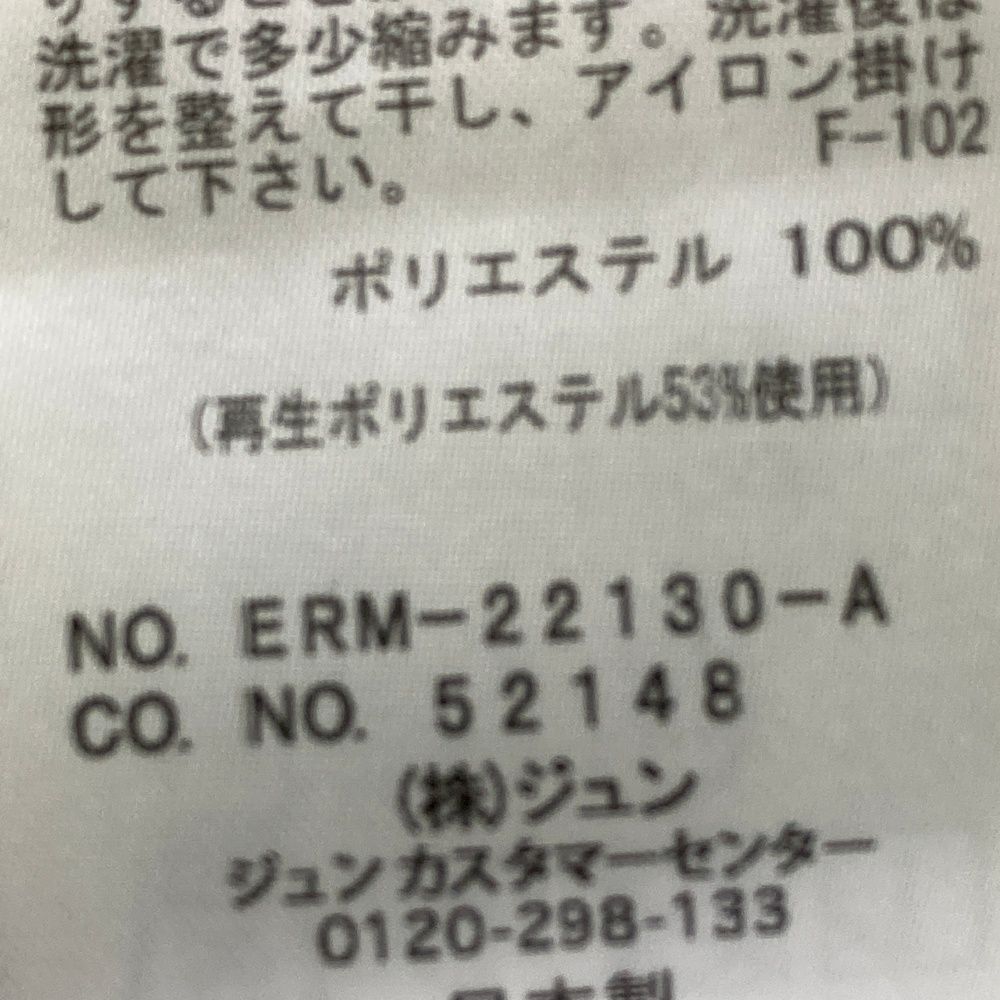 洗濯で多少縮みます。洗濯後は
形を整えて干し、アイロン掛け
して下さい。
F-102
ポリエステル 100%
(再生ポリエステル53%使用)
NO. ERM-22130-A
CO. NO. 52148
(株)ジュン
ジュンカスタマーセンター
0120-298-133
日本製